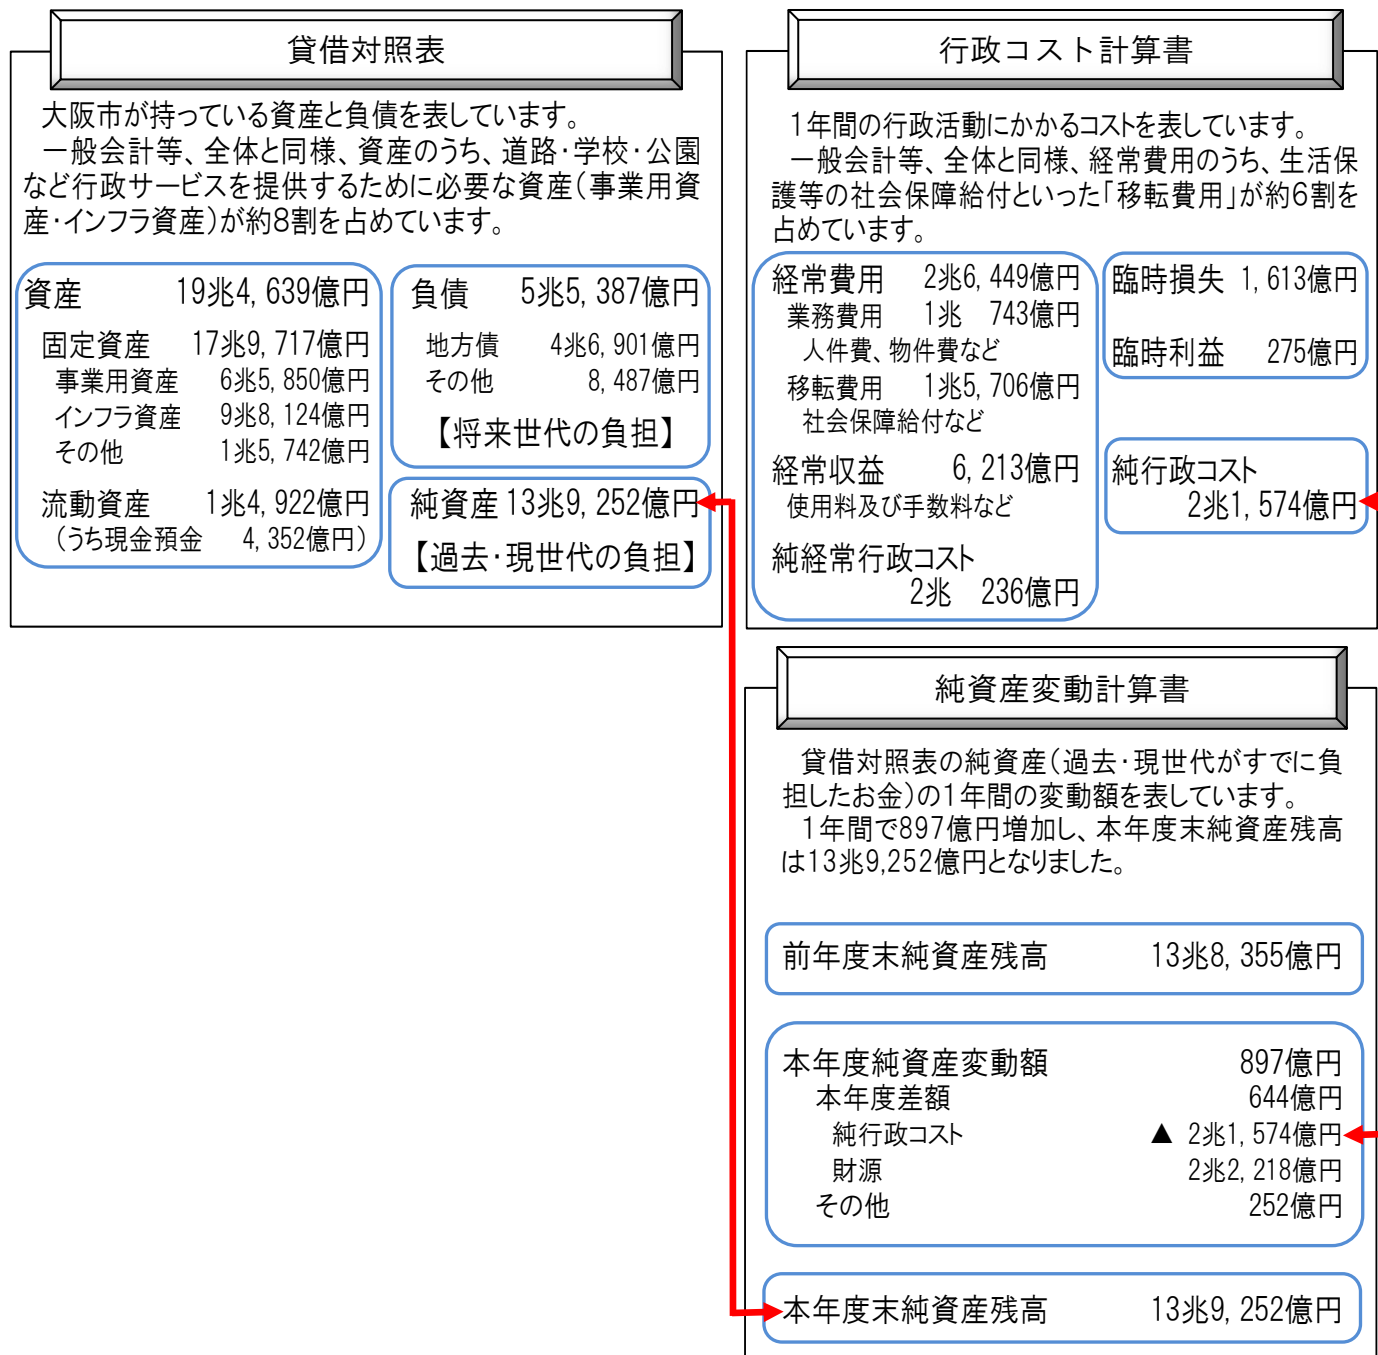 貸借対照表
大阪市が持っている資産と負債を表しています。
一般会計等、全体と同様、資産のうち、道路・学校・公園
など行政サービスを提供するために必要な資産(事業用資
産・インフラ資産)が約8割を占めています。
資産 19兆4,639億円
固定資産 17兆9,717億円
事業用資産 6兆5,850億円
インフラ資産 9兆8,124億円
その他 1兆5,742億円
流動資産 1兆4,922億円
(うち現金預金 4,352億円)
負債 5兆5,387億円
地方債 4兆6,901億円
その他 8,487億円
【将来世代の負担】
純資産 13兆9,252億円
【過去・現世代の負担】
行政コスト計算書
1年間の行政活動にかかるコストを表しています。
一般会計等、全体と同様、経常費用のうち、生活保
護等の社会保障給付といった「移転費用」が約6割を
占めています。
経常費用 2兆6,449億円
業務費用 1兆 743億円
人件費、物件費など
移転費用 1兆5,706億円
社会保障給付など
経常収益 6,213億円
使用料及び手数料など
純経常行政コスト
2兆 236億円
臨時損失 1,613億円
臨時利益 275億円
純行政コスト
2兆1,574億円
純資産変動計算書
貸借対照表の純資産(過去・現世代がすでに負
担したお金)の1年間の変動額を表しています。
1年間で897億円増加し、本年度末純資産残高
は13兆9,252億円となりました。
前年度末純資産残高 13兆8,355億円
本年度純資産変動額 897億円
本年度差額 644億円
純行政コスト ▲ 2兆1,574億円
財源 2兆2,218億円
その他 252億円
本年度末純資産残高 13兆9,252億円